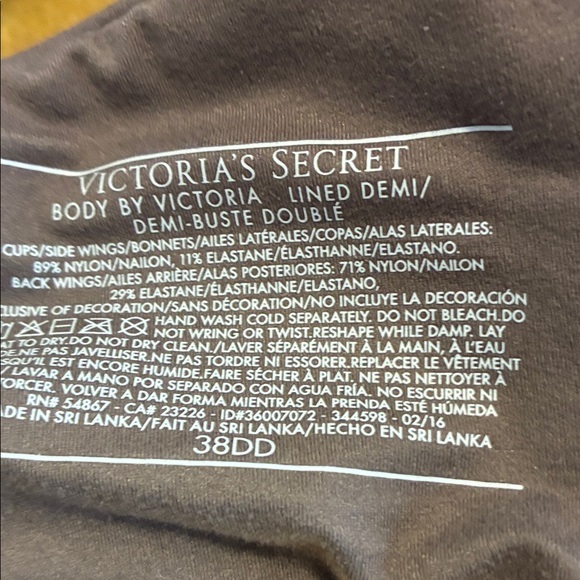 VICTORIA'S SECRET
BODY BY VICTORIA LINED DEMI/
DEMI-BUSTE DOUBLÉ
CUPS/SIDE WINGS/BONNETS/AILES LATÉRALES/COPAS/ALAS LATERALES:
89% NYLON/NAILON, 11% ELASTANE/ÉLASTHANNE/ELASTANO.
BACK WINGS/AILES ARRIÈRE/ALAS POSTERIORES: 71% NYLON/NAILON
29% ELASTANE/ÉLASTHANNE/ELASTANO,
CLUSIVE OF DECORATION/SANS DÉCORATION/NO INCLUYE LA DECORACIÓN
HAND WASH COLD SEPARATELY. DO NOT BLEACH.DO
NOT WRING OR TWIST.RESHAPE WHILE DAMP. LAY
AT TO DRY.DO NOT DRY CLEAN./LAVER SÉPARÉMENT À LA MAIN, À L'EAU
DE.NE PAS JAVELLISER.NE PAS TORDRE NI ESSORER.REPLACER LE VÊTEMENT
SQU'IL EST ENCORE HUMIDE.FAIRE SÉCHER À PLAT. NE PAS NETTOYER À
/ LAVAR A MANO POR SEPARADO CON AGUA FRÍA. NO ESCURRIR NI
ORCER. VOLVER A DAR FORMA MIENTRAS LA PRENDA ESTÉ HÚMEDA
RN# 54867 - CA# 23226 - ID#36007072 - 344598 - 02/16
ADE IN SRI LANKA/FAIT AU SRI LANKA/HECHO EN SRI LANKA
38DD